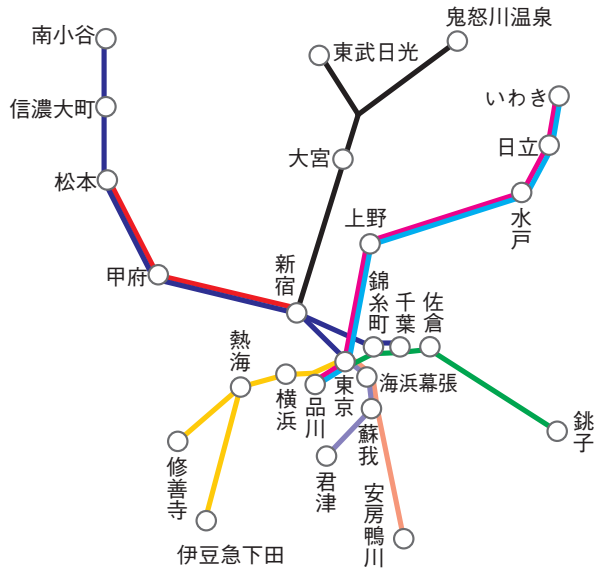 鬼怒川温泉
南小谷
東武日光
信濃大町
いわき
日立
大宮
松本
水戸
上野
新宿
甲府
錦糸町
千葉
佐倉
熱海
海浜幕張
東京
横浜
品川
銚子
蘇我
修善寺
君津
安房鴨川
伊豆急下田